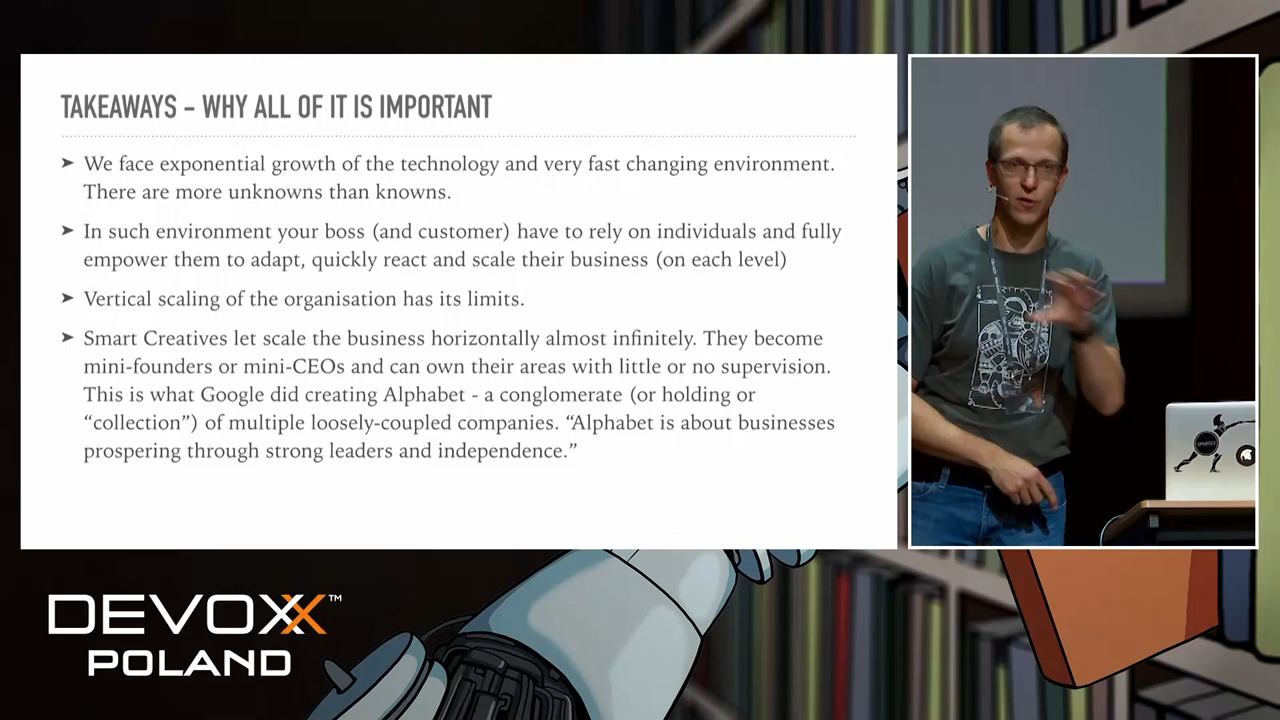 TAKEAWAYS – WHY ALL OF IT IS IMPORTANT
➤ We face exponential growth of the technology and very fast changing environment.
There are more unknowns than knowns.
➤ In such environment your boss (and customer) have to rely on individuals and fully
empower them to adapt, quickly react and scale their business (on each level)
➤ Vertical scaling of the organisation has its limits.
➤ Smart Creatives let scale the business horizontally almost infinitely. They become
mini-founders or mini-CEOs and can own their areas with little or no supervision.
This is what Google did creating Alphabet - a conglomerate (or holding or
“collection”) of multiple loosely-coupled companies. “Alphabet is about businesses
prospering through strong leaders and independence.”
SPARTEZ
DEVOXX™
POLAND